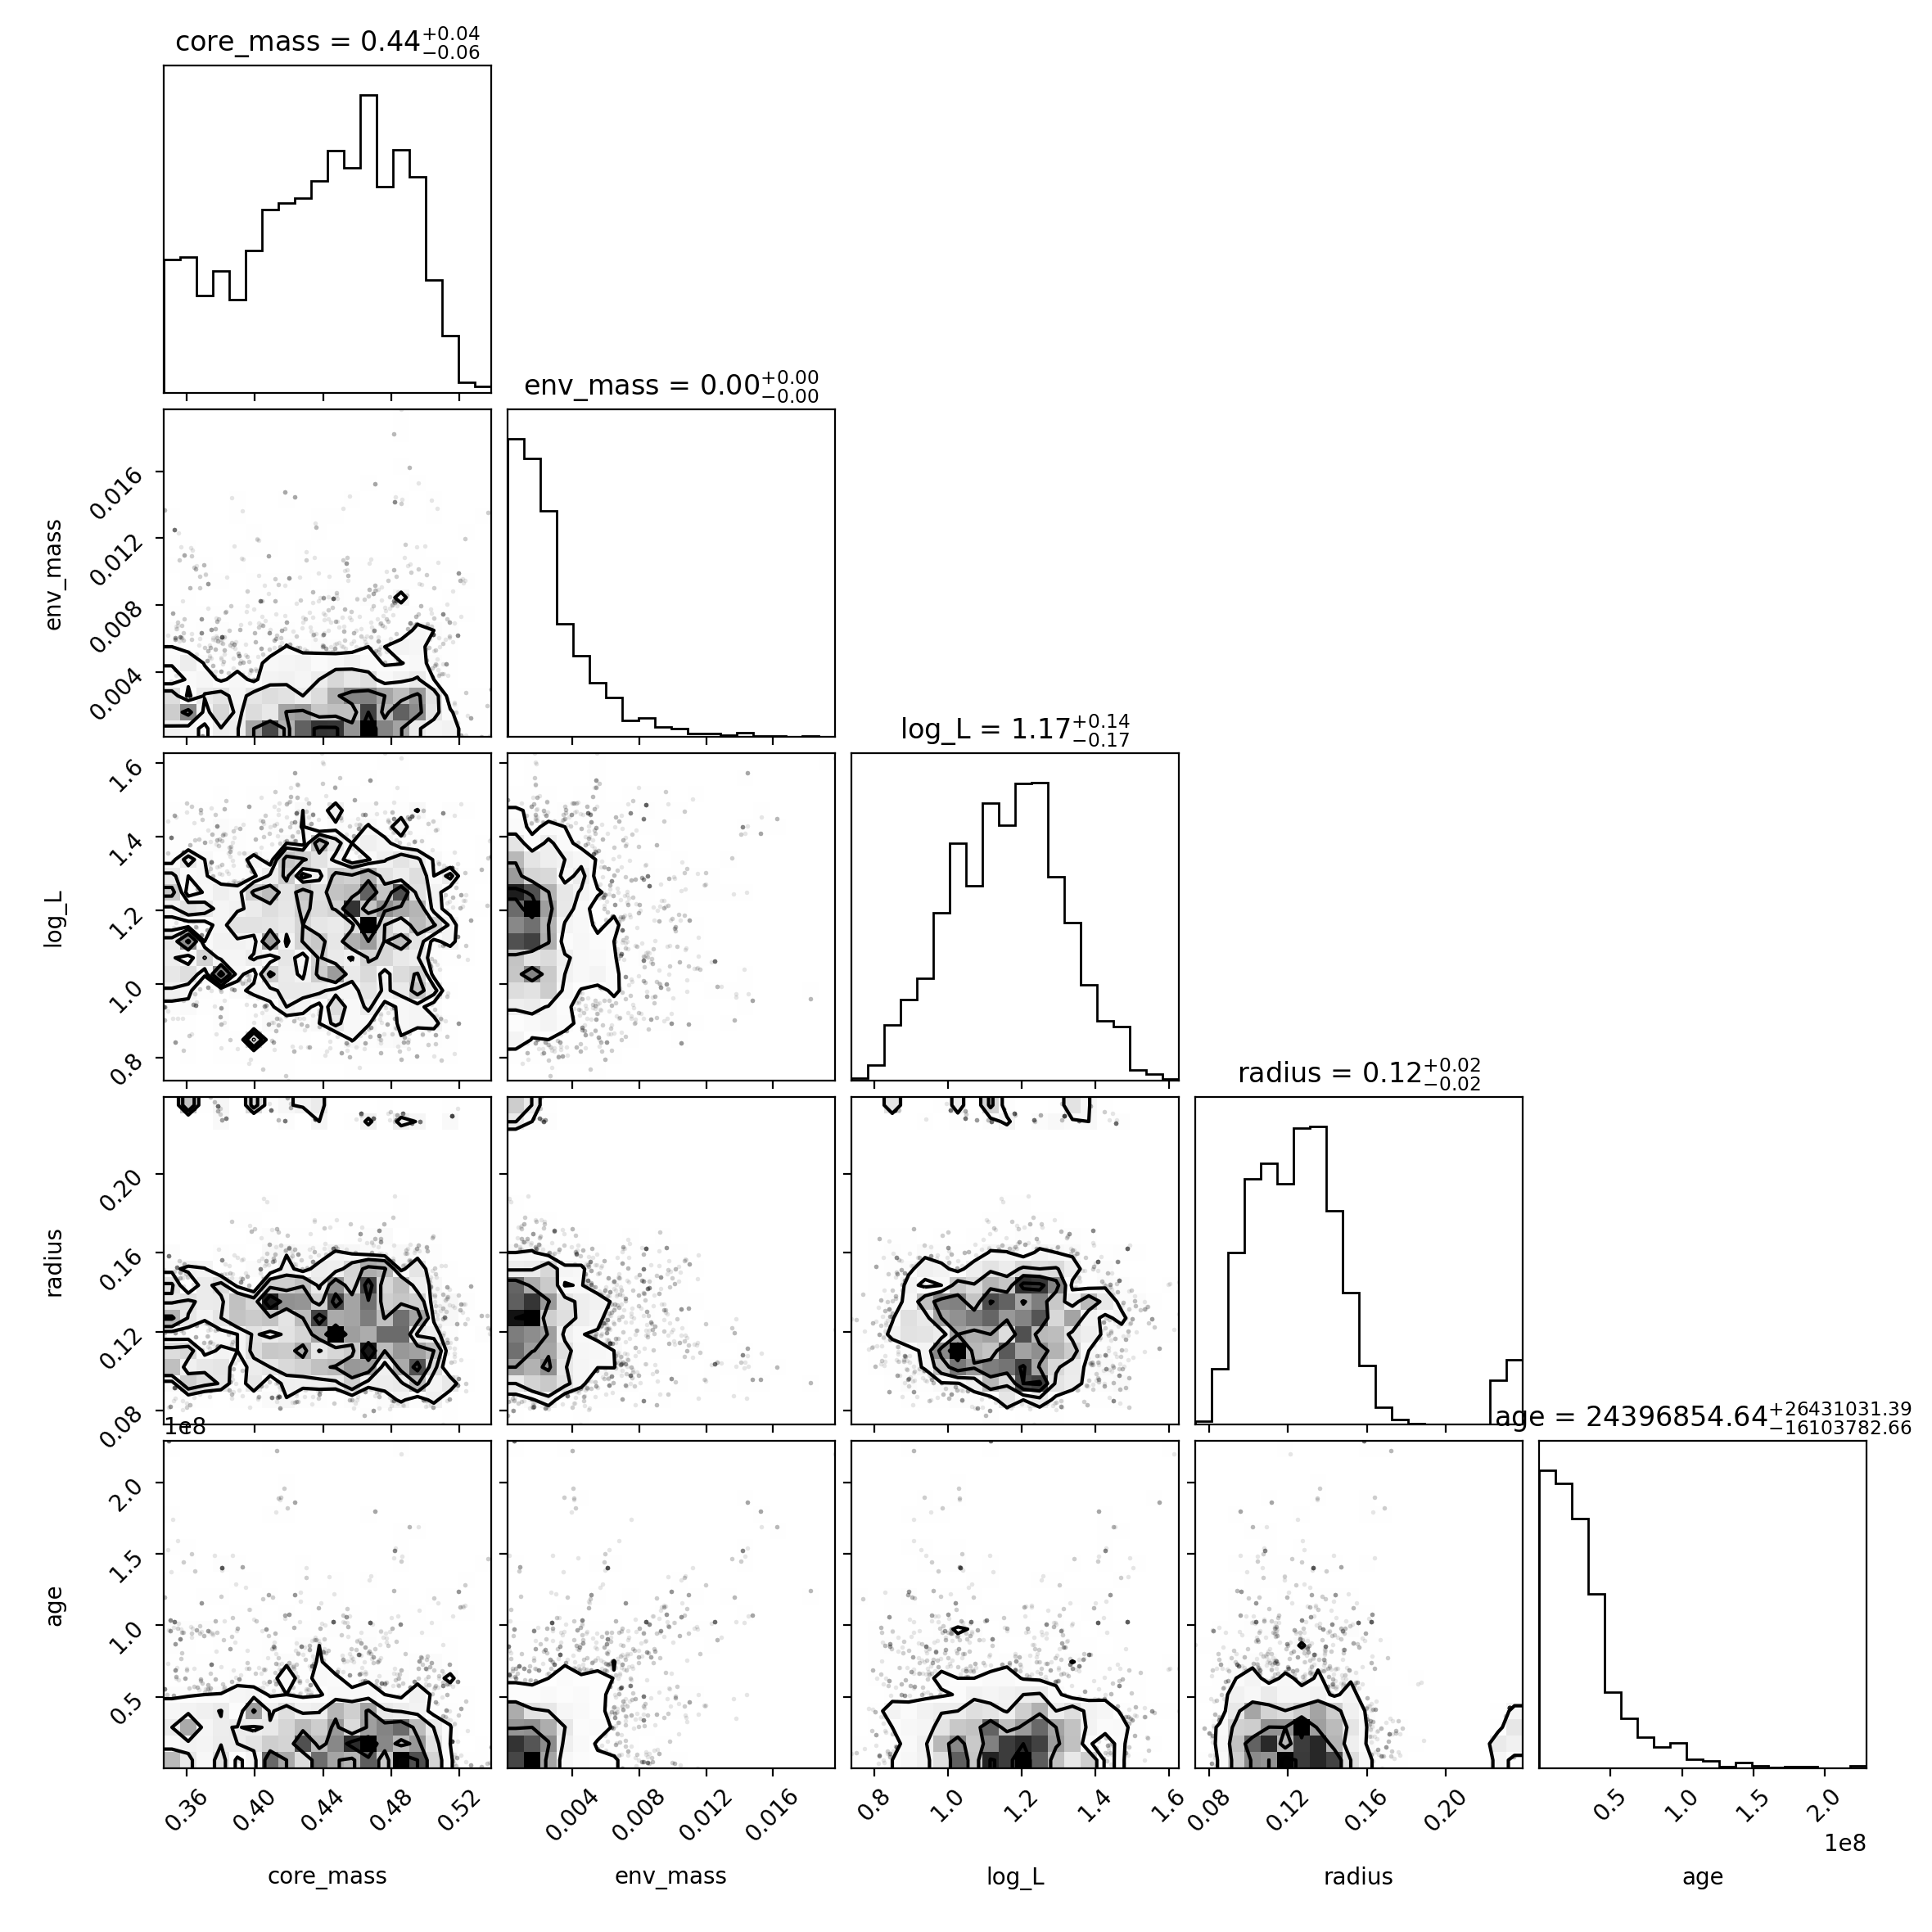 core_mass = 0.44+0.04−0.06
env_mass = 0.00+0.00−0.00
env_mass
0.016
0.012
0.008
0.004
log_L = 1.17+0.14−0.17
log_L
1.6
1.4
1.2
1.0
0.8
radius = 0.12+0.02−0.02
radius
0.20
0.16
0.12
0.08
age = 24396854.64+26431031.39−16103782.66
1e8
age
2.0
1.5
1.0
0.5
0.36 0.40 0.44 0.48 0.52
0.004 0.008 0.012 0.016
0.8 1.0 1.2 1.4 1.6
0.08 0.12 0.16 0.20
0.5 1.0 1.5 2.0
1e8
core_mass env_mass log_L radius age